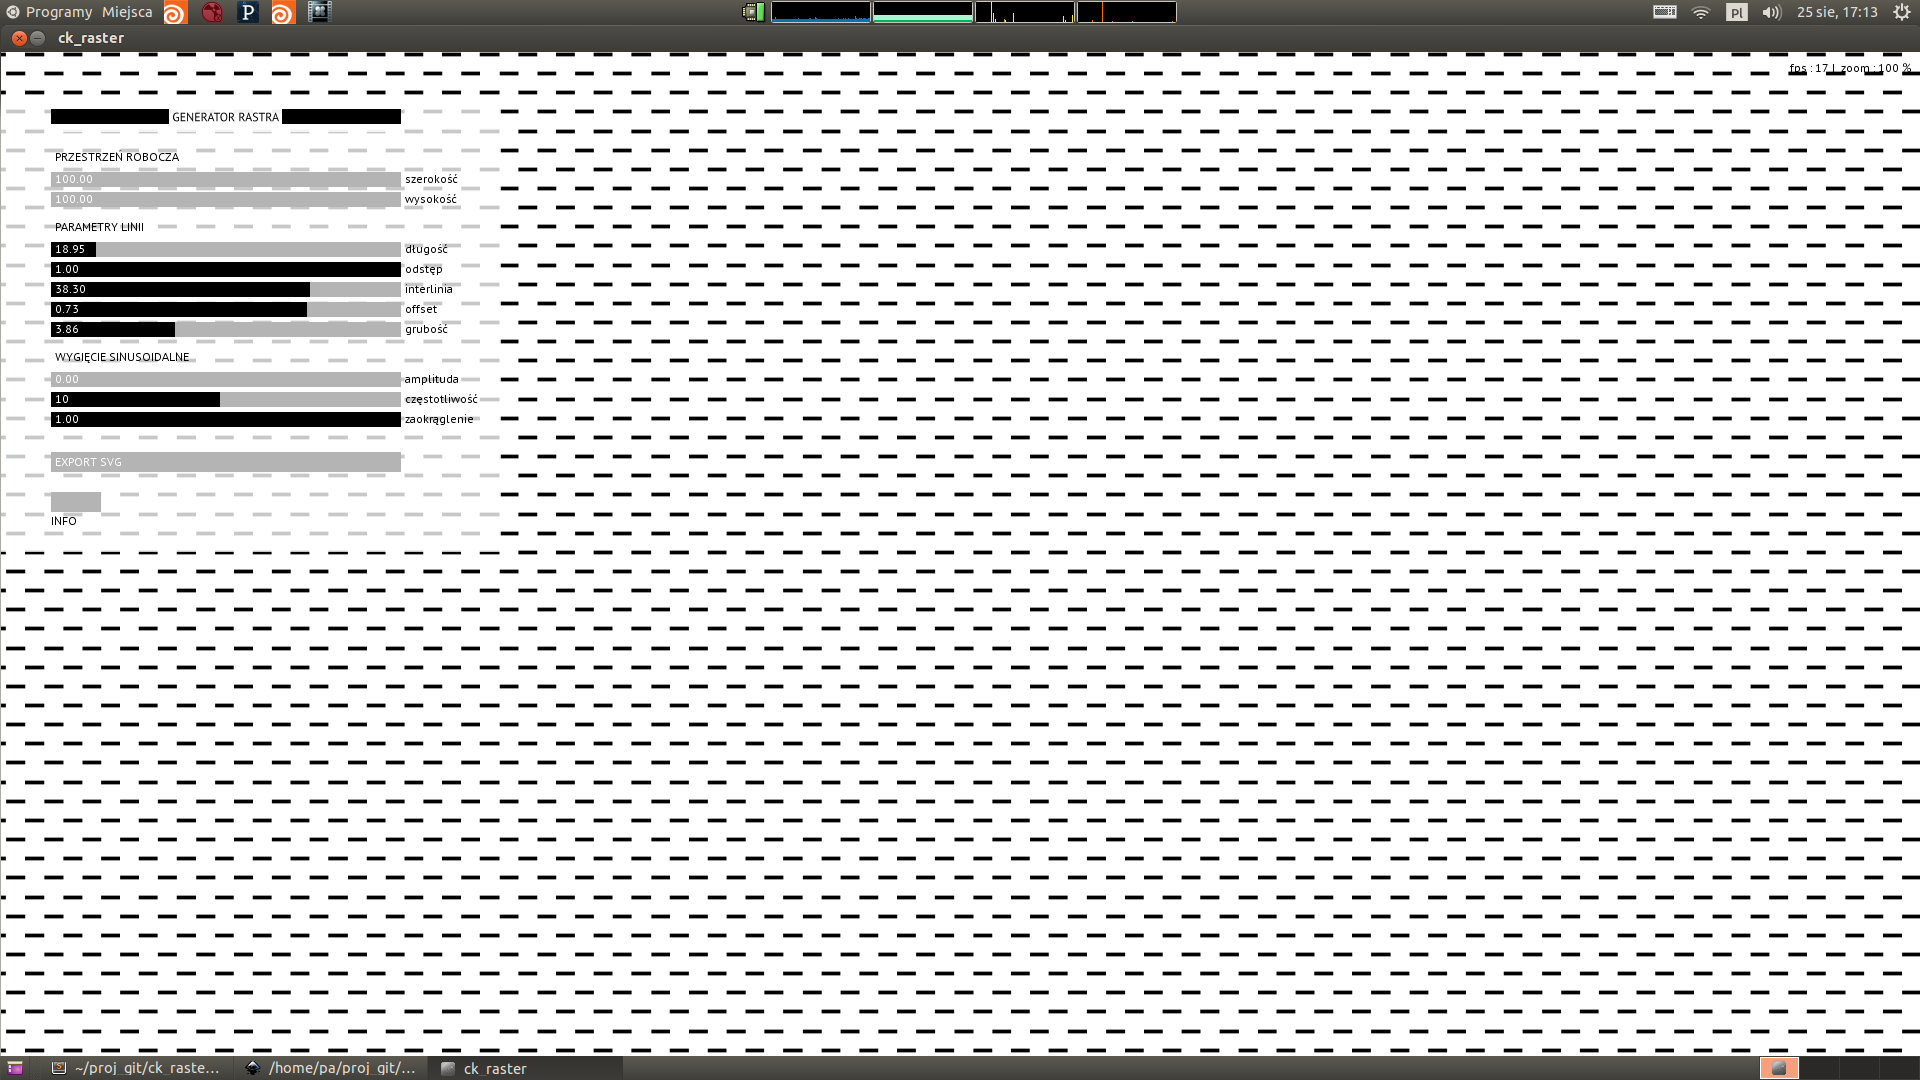 Programy Miejsca P Pl 25 sie, 17:13
ck_raster
fps : 17 | zoom : 100 %
GENERATOR RASTRA
PRZESTRZEŃ ROBOCZA
100.00 szerokość
100.00 wysokość
PARAMETRY LINII
18.95 długość
1.00 odstęp
38.30 interlinia
0.73 offset
3.86 grubość
WYGIĘCIE SINUSOIDALNE
0.00 amplituda
10 częstotliwość
1.00 zaokrąglenie
EXPORT SVG
INFO
~/proj_git/ck_raste... /home/pa/proj_git/... ck_raster